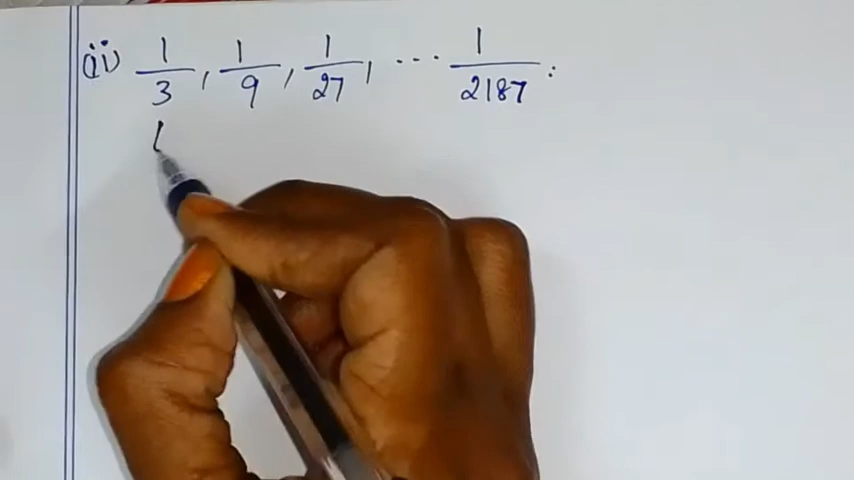 (ii) 1/3, 1/9, 1/27, ... 1/2187 :